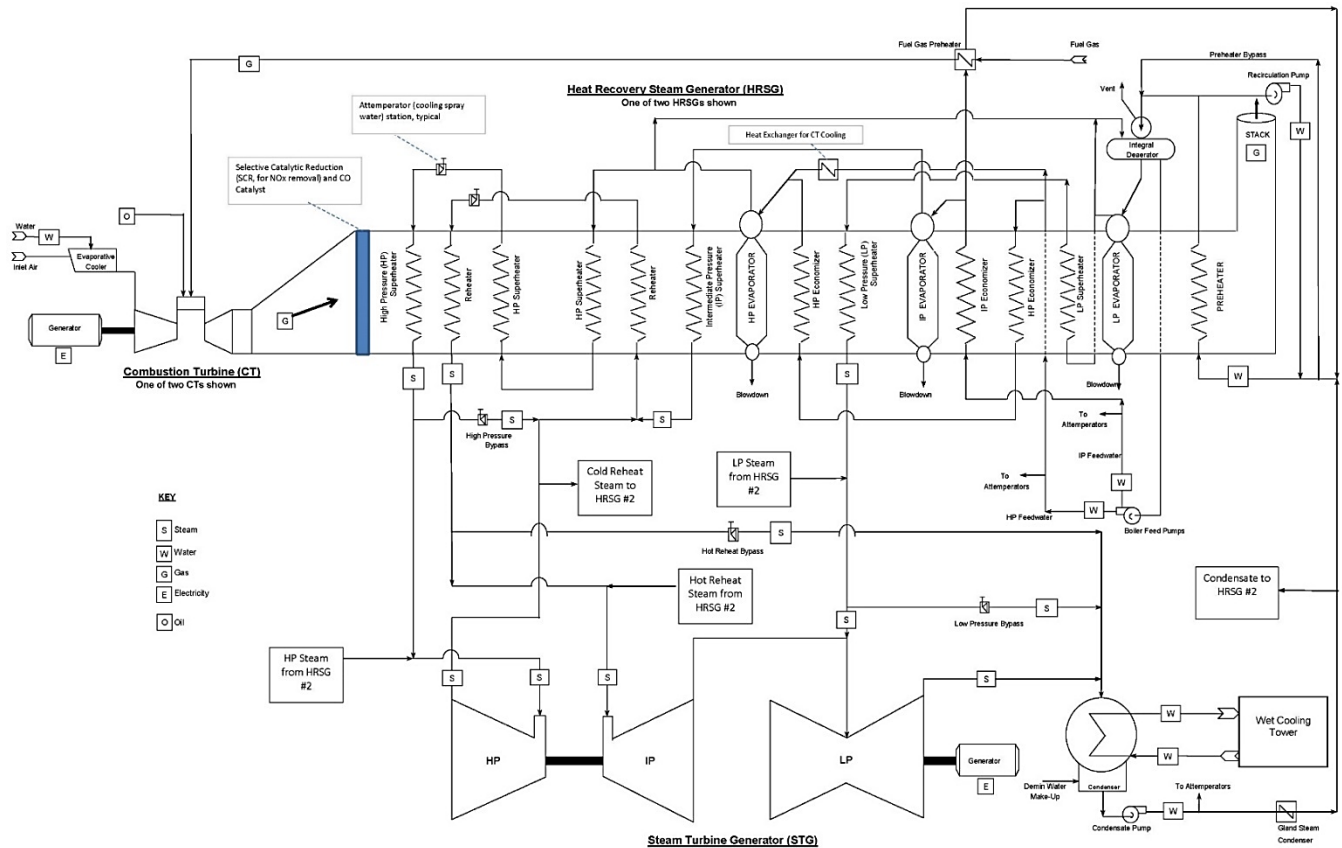 Fuel Gas Preheater
Fuel Gas
Preheater Bypass
Recirculation Pump
G
Heat Recovery Steam Generator (HRSG)
One of two HRSGs shown
Vent
Attemperator (cooling spray
water) station, typical
Heat Exchanger for CT Cooling
Integral
Deaerator
STACK
G
W
Selective Catalytic Reduction
(SCR, for NOx removal) and CO
Catalyst
O
Water
W
Inlet Air
Evaporative
Cooler
G
High Pressure (HP)
Superheater
Reheater
HP Superheater
HP Superheater
Reheater
Intermediate Pressure
(IP) Superheater
HP EVAPORATOR
HP Economizer
Low Pressure (LP)
Superheater
IP EVAPORATOR
IP Economizer
HP Economizer
LP Superheater
LP EVAPORATOR
PREHEATER
Generator
E
Combustion Turbine (CT)
One of two CTs shown
S
S
S
W
Blowdown
Blowdown
Blowdown
S
S
High Pressure
Bypass
To
Attemperators
IP Feedwater
Cold Reheat
Steam to
HRSG #2
LP Steam
from HRSG
#2
To
Attemperators
W
HP Feedwater
W
Boiler Feed Pumps
KEY
S Steam
W Water
G Gas
E Electricity
O Oil
Hot Reheat Bypass
S
Hot Reheat
Steam from
HRSG #2
Condensate to
HRSG #2
S
Low Pressure Bypass
S
HP Steam
from HRSG
#2
S
S
S
S
HP
IP
LP
Generator
E
W
W
Wet Cooling
Tower
Demin Water
Make-Up
Condenser
To Attemperators
Condensate Pump
W
Gland Steam
Condenser
Steam Turbine Generator (STG)